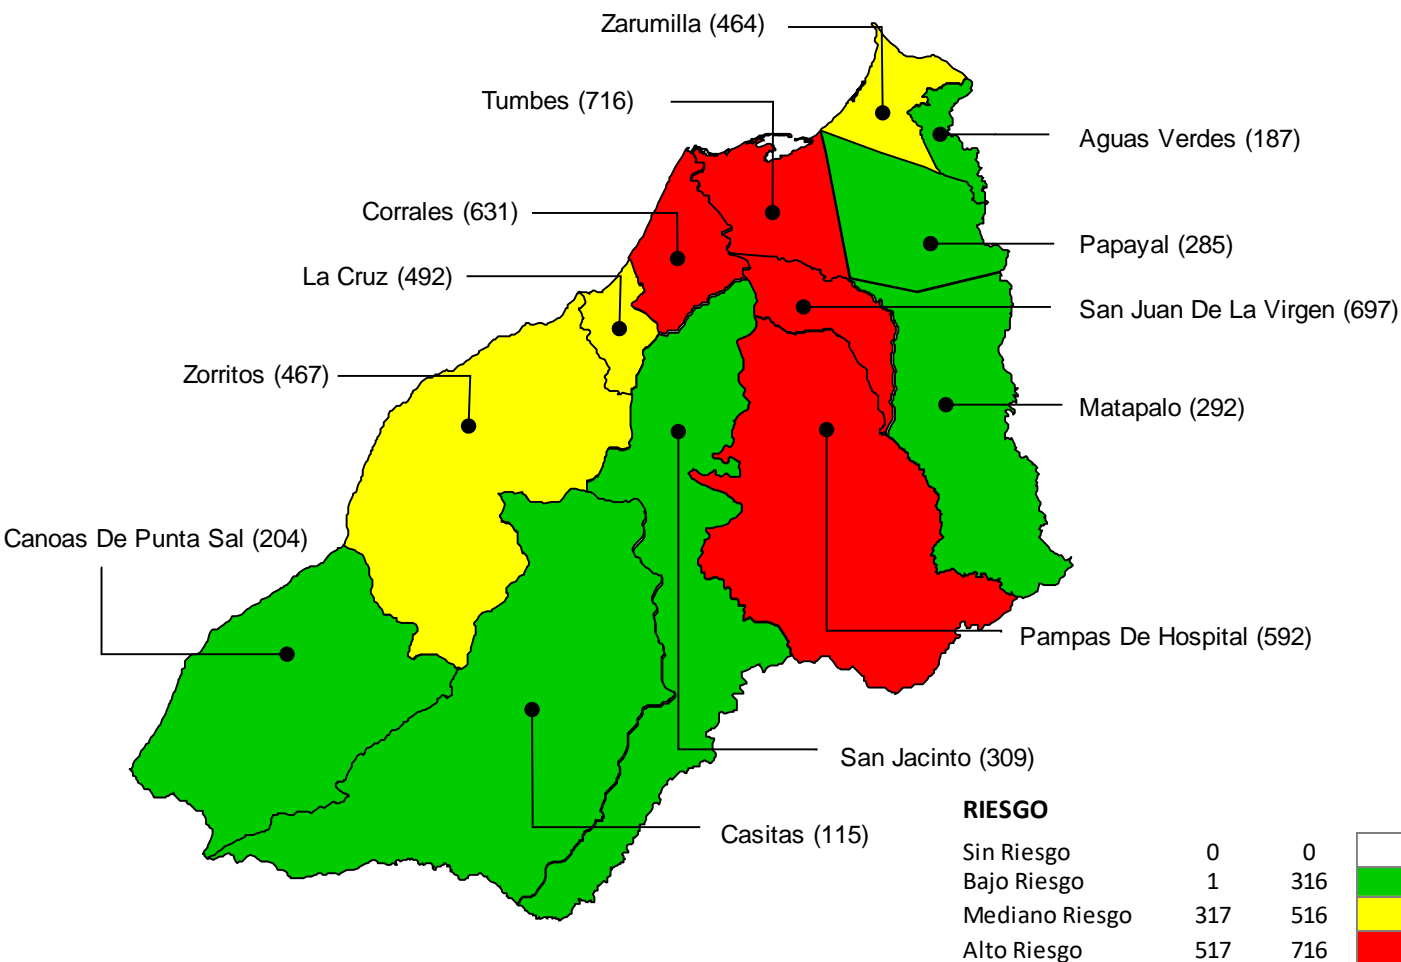 Zarumilla (464)
Tumbes (716)
Aguas Verdes (187)
Corrales (631)
Papayal (285)
La Cruz (492)
San Juan De La Virgen (697)
Zorritos (467)
Matapalo (292)
Canoas De Punta Sal (204)
Pampas De Hospital (592)
San Jacinto (309)
Casitas (115)
RIESGO
Sin Riesgo 0 0
Bajo Riesgo 1 316
Mediano Riesgo 317 516
Alto Riesgo 517 716